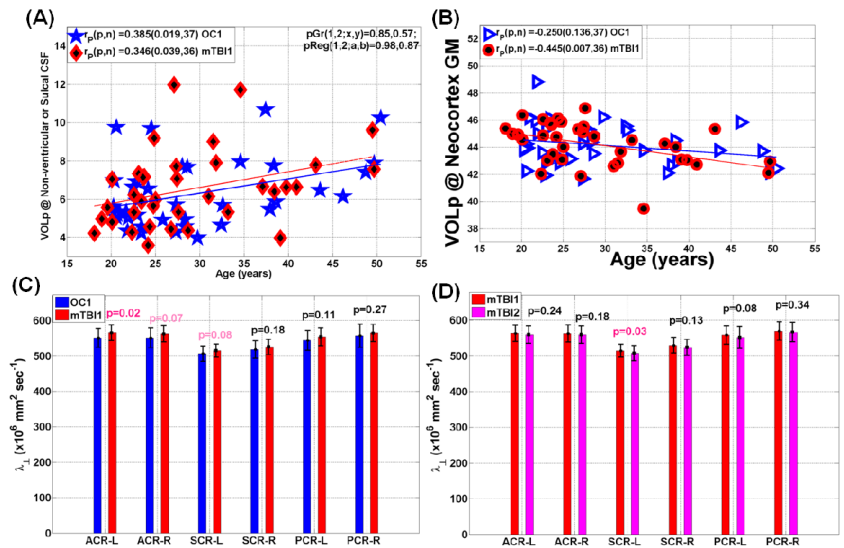 (A)
r_P(p,n) =0.385(0.019,37) OC1
r_P(p,n) =0.346(0.039,36) mTBI1
pGr(1,2;x,y)=0.85,0.57;
pReg(1,2;a,b)=0.98,0.87
VOLp @ Non-ventricular or Sulcal CSF
14
12
10
8
6
4
15 20 25 30 35 40 45 50 55
Age (years)
(B)
r_P(p,n) =-0.250(0.136,37) OC1
r_P(p,n) =-0.445(0.007,36) mTBI1
VOLp @ Neocortex GM
50
48
46
44
42
40
38
15 20 25 30 35 40 45 50 55
Age (years)
(C)
OC1
mTBI1
p=0.02 p=0.07 p=0.08 p=0.18 p=0.11 p=0.27
λ⊥ (x10⁶ mm² sec⁻¹)
600
500
400
300
200
100
0
ACR-L ACR-R SCR-L SCR-R PCR-L PCR-R
(D)
mTBI1
mTBI2
p=0.24 p=0.18 p=0.03 p=0.13 p=0.08 p=0.34
λ⊥ (x10⁶ mm² sec⁻¹)
600
500
400
300
200
100
0
ACR-L ACR-R SCR-L SCR-R PCR-L PCR-R